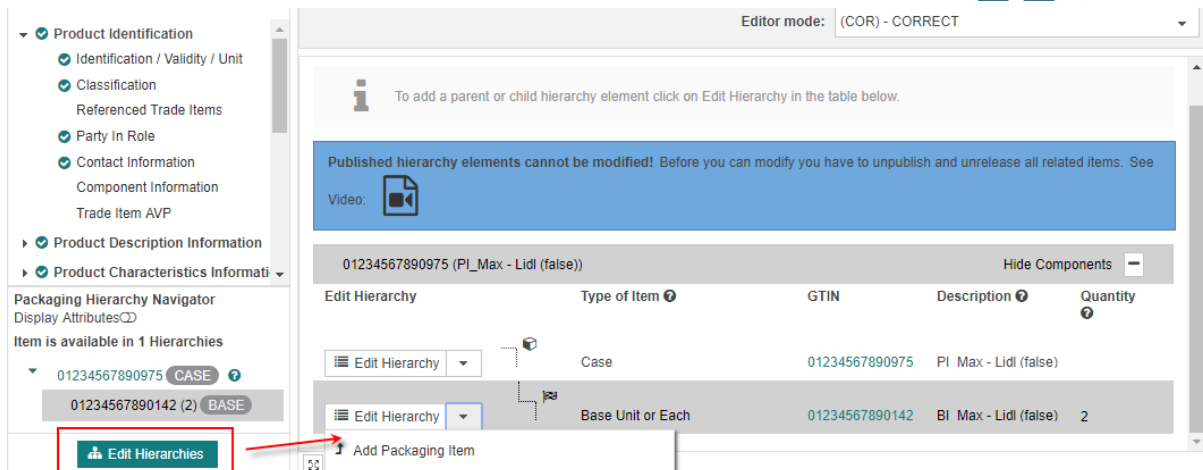 Product Identification
Identification / Validity / Unit
Classification
Referenced Trade Items
Party In Role
Contact Information
Component Information
Trade Item AVP
Product Description Information
Product Characteristics Informati
Packaging Hierarchy Navigator
Display Attributes
Item is available in 1 Hierarchies
01234567890975 CASE
01234567890142 (2) BASE
Edit Hierarchies
Editor mode: (COR) - CORRECT
To add a parent or child hierarchy element click on Edit Hierarchy in the table below.
Published hierarchy elements cannot be modified! Before you can modify you have to unpublish and unrelease all related items. See
Video:
01234567890975 (PI_Max - Lidl (false)) Hide Components
Edit Hierarchy Type of Item GTIN Description Quantity
Edit Hierarchy Case 01234567890975 PI Max - Lidl (false)
Edit Hierarchy Base Unit or Each 01234567890142 BI Max - Lidl (false) 2
Add Packaging Item